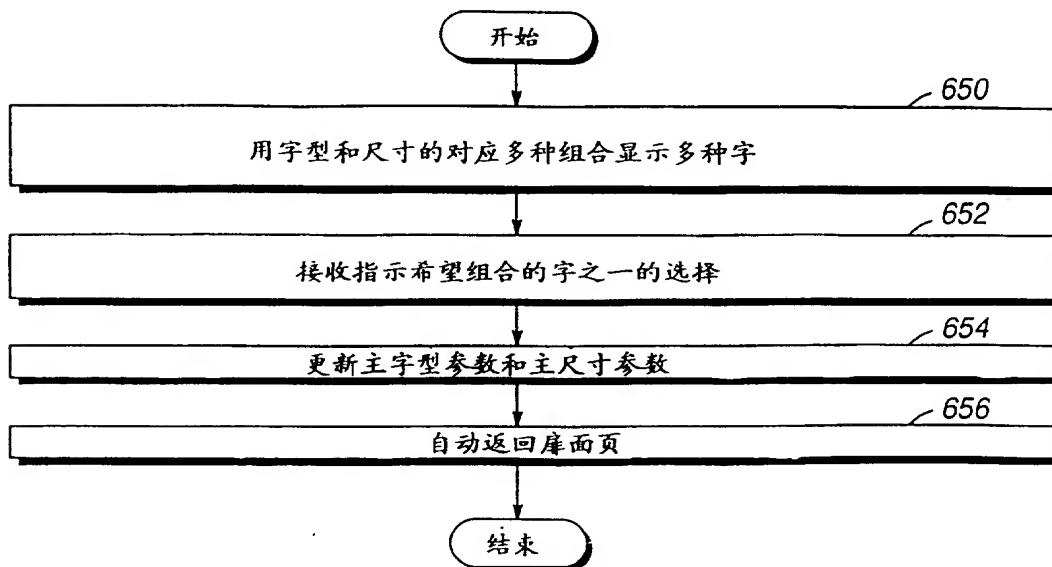 开始
650
用字型和尺寸的对应多种组合显示多种字
652
接收指示希望组合的字之一的选择
654
更新主字型参数和主尺寸参数
656
自动返回扉面页
结束